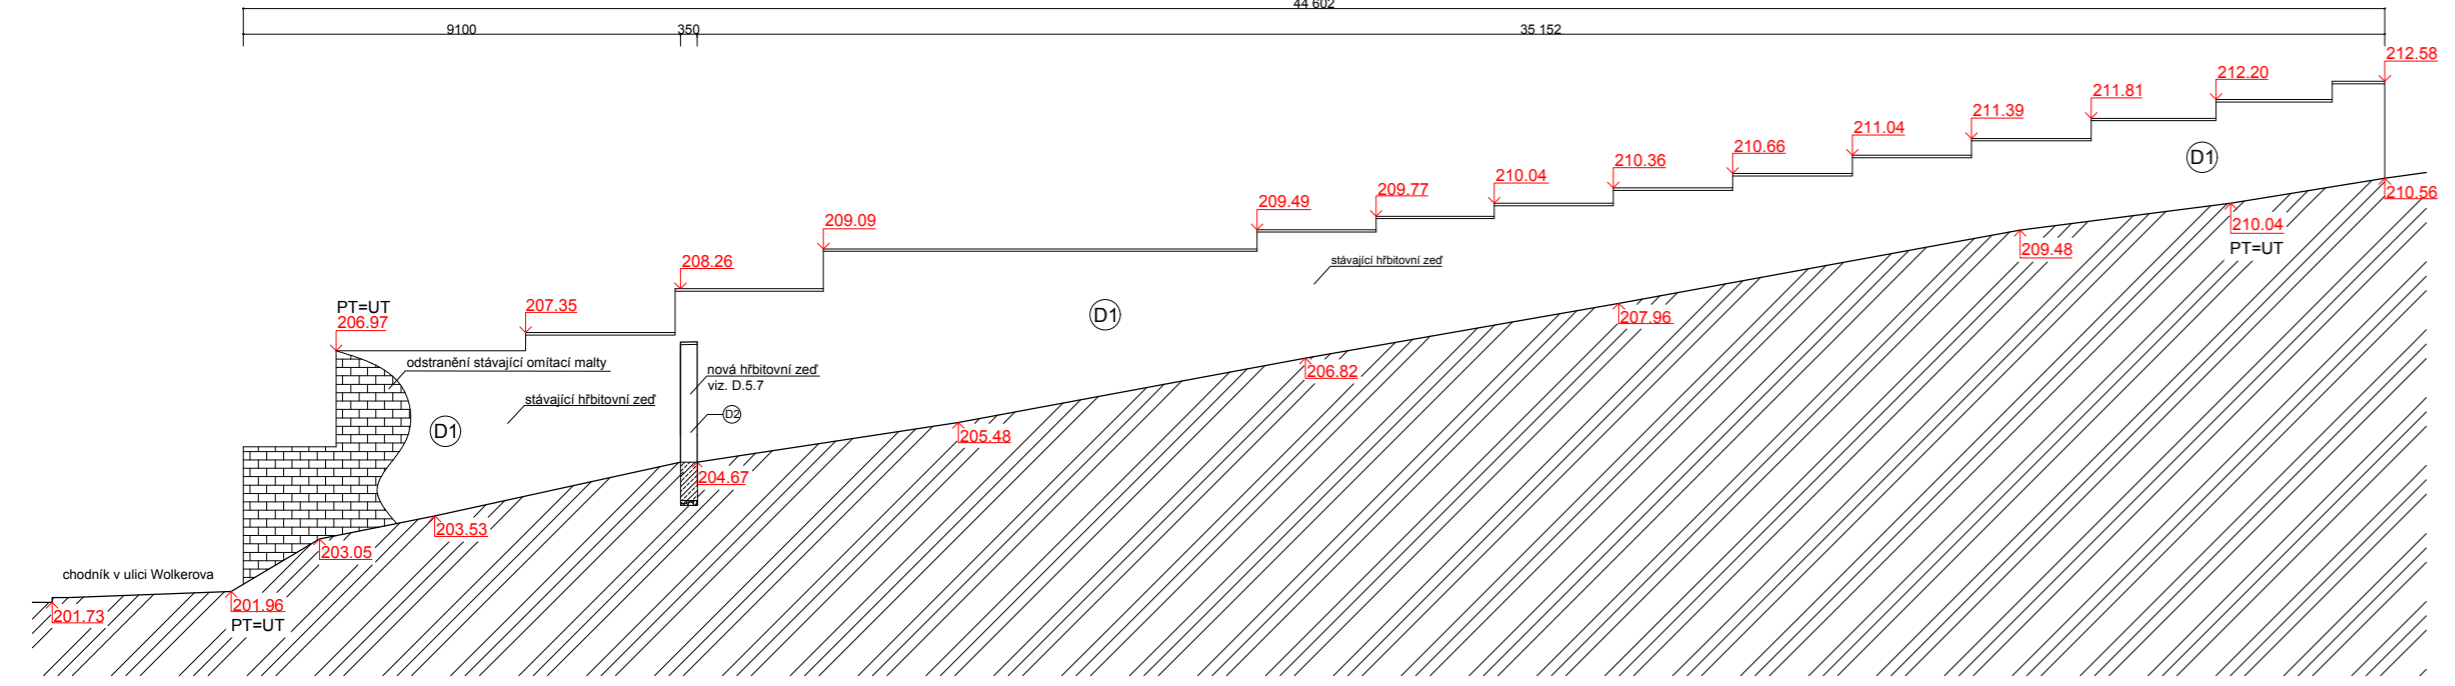 44 602
9100
350
35 152
212.58
212.20
211.81
211.39
211.04
210.66
210.36
210.04
209.77
209.49
209.09
208.26
207.35
PT=UT
206.97
D1
stávající hřbitovní zeď
210.56
210.04
PT=UT
209.48
207.96
206.82
205.48
D1
odstranění stávající omítací malty
stávající hřbitovní zeď
D1
nová hřbitovní zeď
viz. D.5.7
D2
204.67
203.53
203.05
chodník v ulici Wolkerova
201.73
201.96
PT=UT